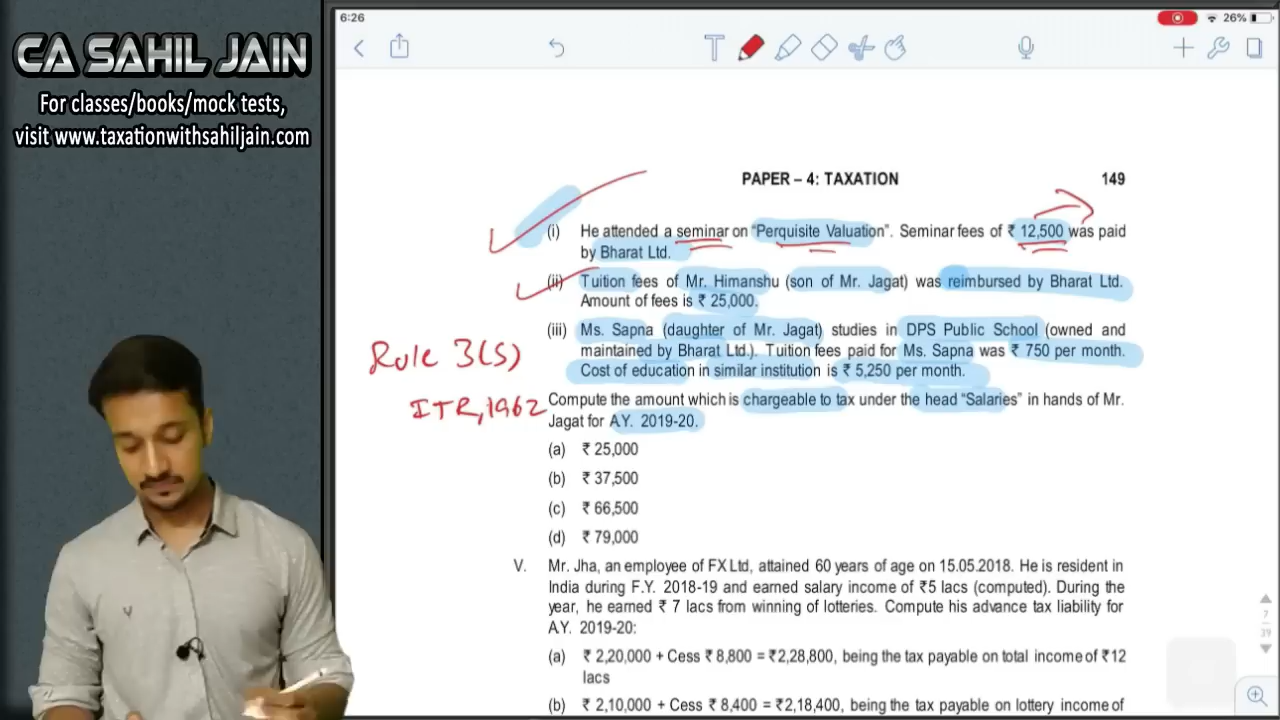 CA SAHIL JAIN
For classes/books/mock tests,
visit www.taxationwithsahiljain.com
6:26
26%
PAPER – 4: TAXATION 149
(i) He attended a seminar on “Perquisite Valuation”. Seminar fees of ₹ 12,500 was paid
by Bharat Ltd.
(ii) Tuition fees of Mr. Himanshu (son of Mr. Jagat) was reimbursed by Bharat Ltd.
Amount of fees is ₹ 25,000.
(iii) Ms. Sapna (daughter of Mr. Jagat) studies in DPS Public School (owned and
maintained by Bharat Ltd.). Tuition fees paid for Ms. Sapna was ₹ 750 per month.
Cost of education in similar institution is ₹ 5,250 per month.
Rule 3(5)
ITR, 1962
Compute the amount which is chargeable to tax under the head “Salaries” in hands of Mr.
Jagat for A.Y. 2019-20.
(a) ₹ 25,000
(b) ₹ 37,500
(c) ₹ 66,500
(d) ₹ 79,000
V. Mr. Jha, an employee of FX Ltd, attained 60 years of age on 15.05.2018. He is resident in
India during F.Y. 2018-19 and earned salary income of ₹5 lacs (computed). During the
year, he earned ₹ 7 lacs from winning of lotteries. Compute his advance tax liability for
A.Y. 2019-20:
(a) ₹ 2,20,000 + Cess ₹ 8,800 = ₹2,28,800, being the tax payable on total income of ₹12
lacs
(b) ₹ 2,10,000 + Cess ₹ 8,400 = ₹2,18,400, being the tax payable on lottery income of
7
39